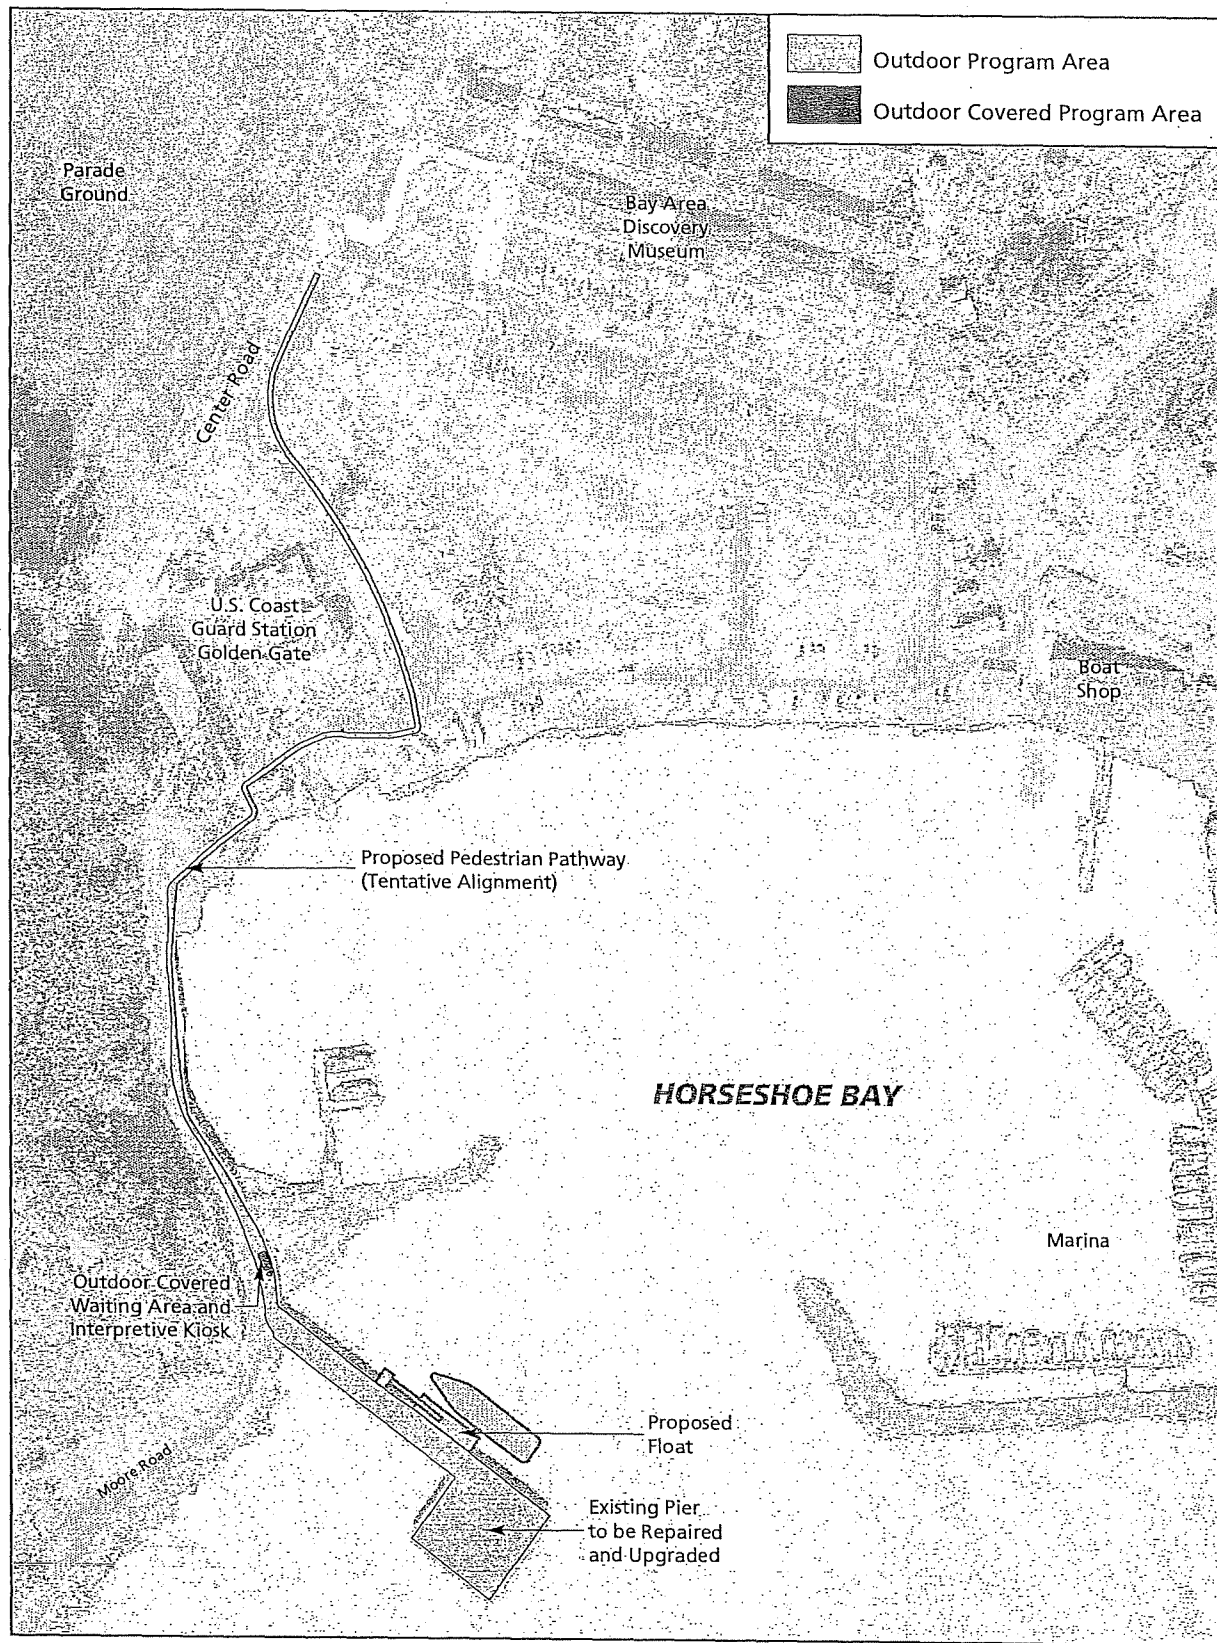 Outdoor Program Area
Outdoor Covered Program Area
Parade
Ground
Bay Area
Discovery
Museum
Center Road
U.S. Coast
Guard Station
Golden Gate
Boat
Shop
Proposed Pedestrian Pathway
(Tentative Alignment)
HORSESHOE BAY
Marina
Outdoor Covered
Waiting Area and
Interpretive Kiosk
Proposed
Float
Moore Road
Existing Pier
to be Repaired
and Upgraded